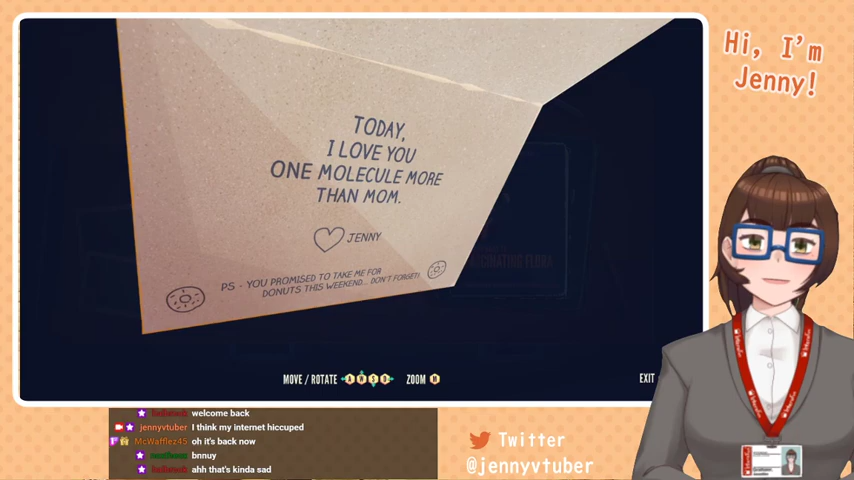 Hi, I'm
Jenny!
TODAY,
I LOVE YOU
ONE MOLECULE MORE
THAN MOM.
JENNY
PS - YOU PROMISED TO TAKE ME FOR
DONUTS THIS WEEKEND... DON'T FORGET!
MOVE / ROTATE A W S D
ZOOM
EXIT
welcome back
jennyvtuber I think my internet hiccuped
McWafflez45 oh it's back now
bnnuy
ahh that's kinda sad
Twitter
@jennyvtuber